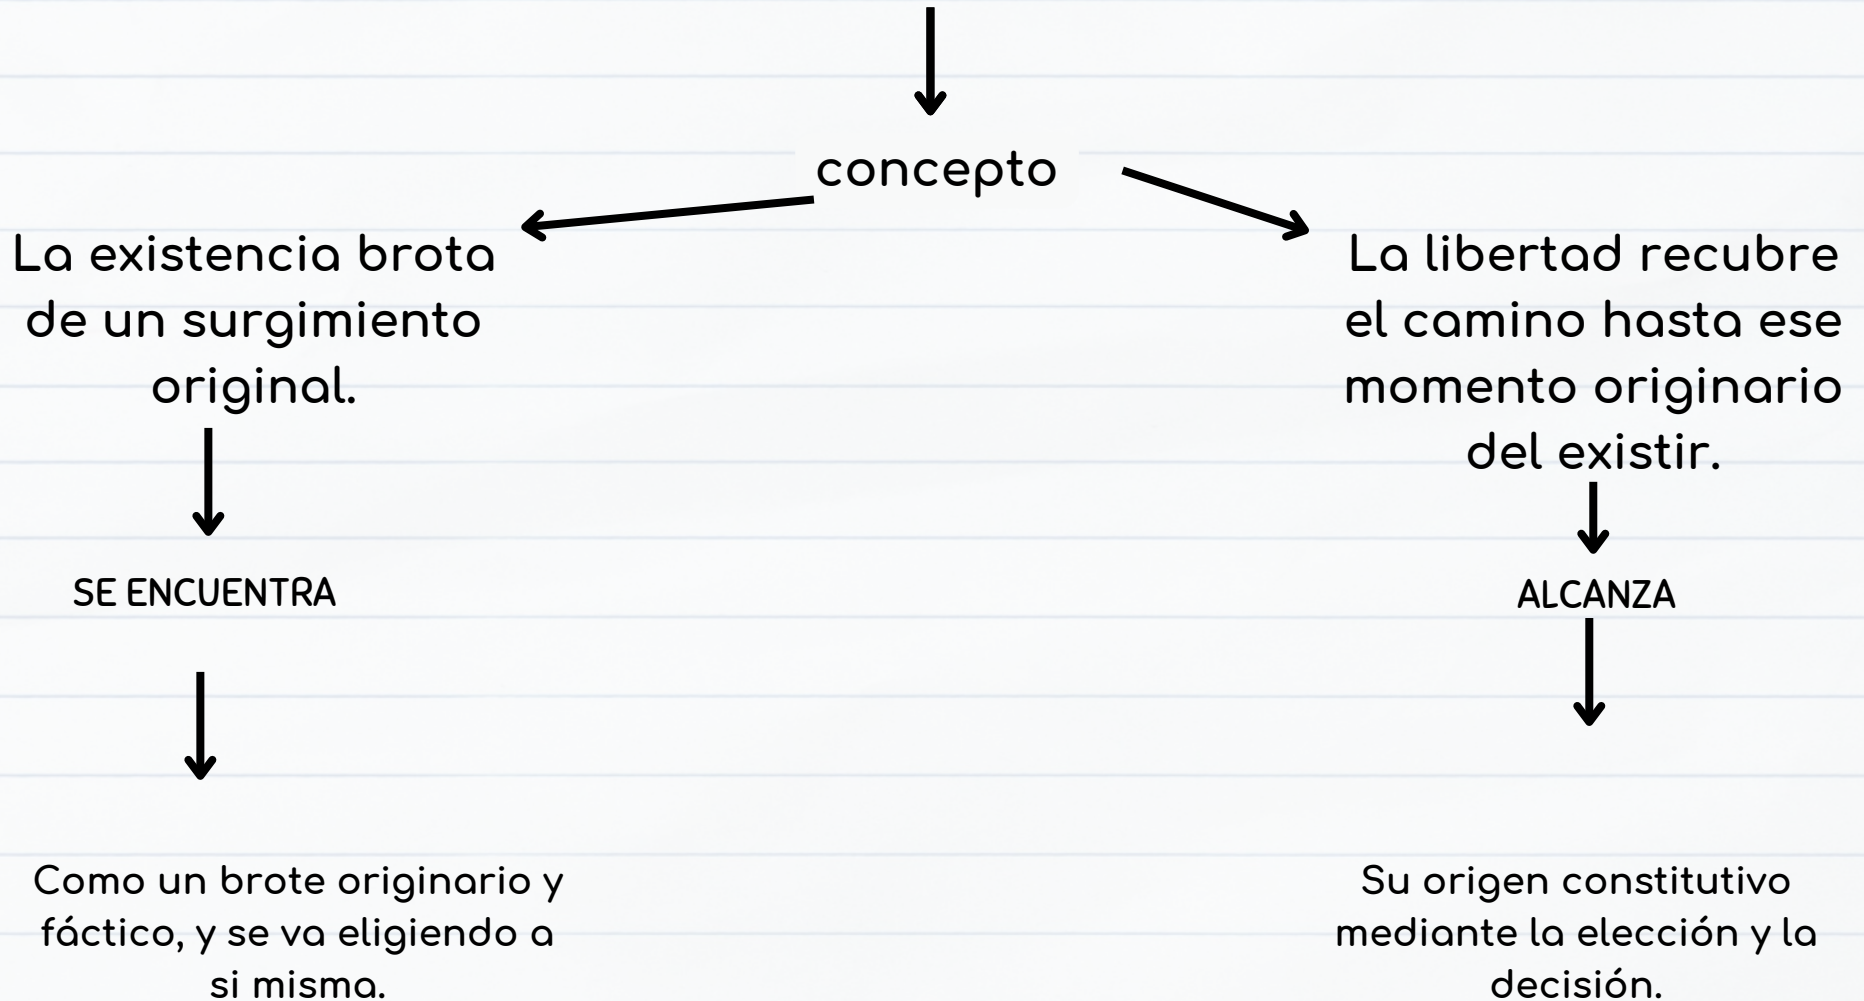 concepto
La existencia brota
de un surgimiento
original.
SE ENCUENTRA
Como un brote originario y
fáctico, y se va eligiendo a
si misma.
La libertad recubre
el camino hasta ese
momento originario
del existir.
ALCANZA
Su origen constitutivo
mediante la elección y la
decisión.